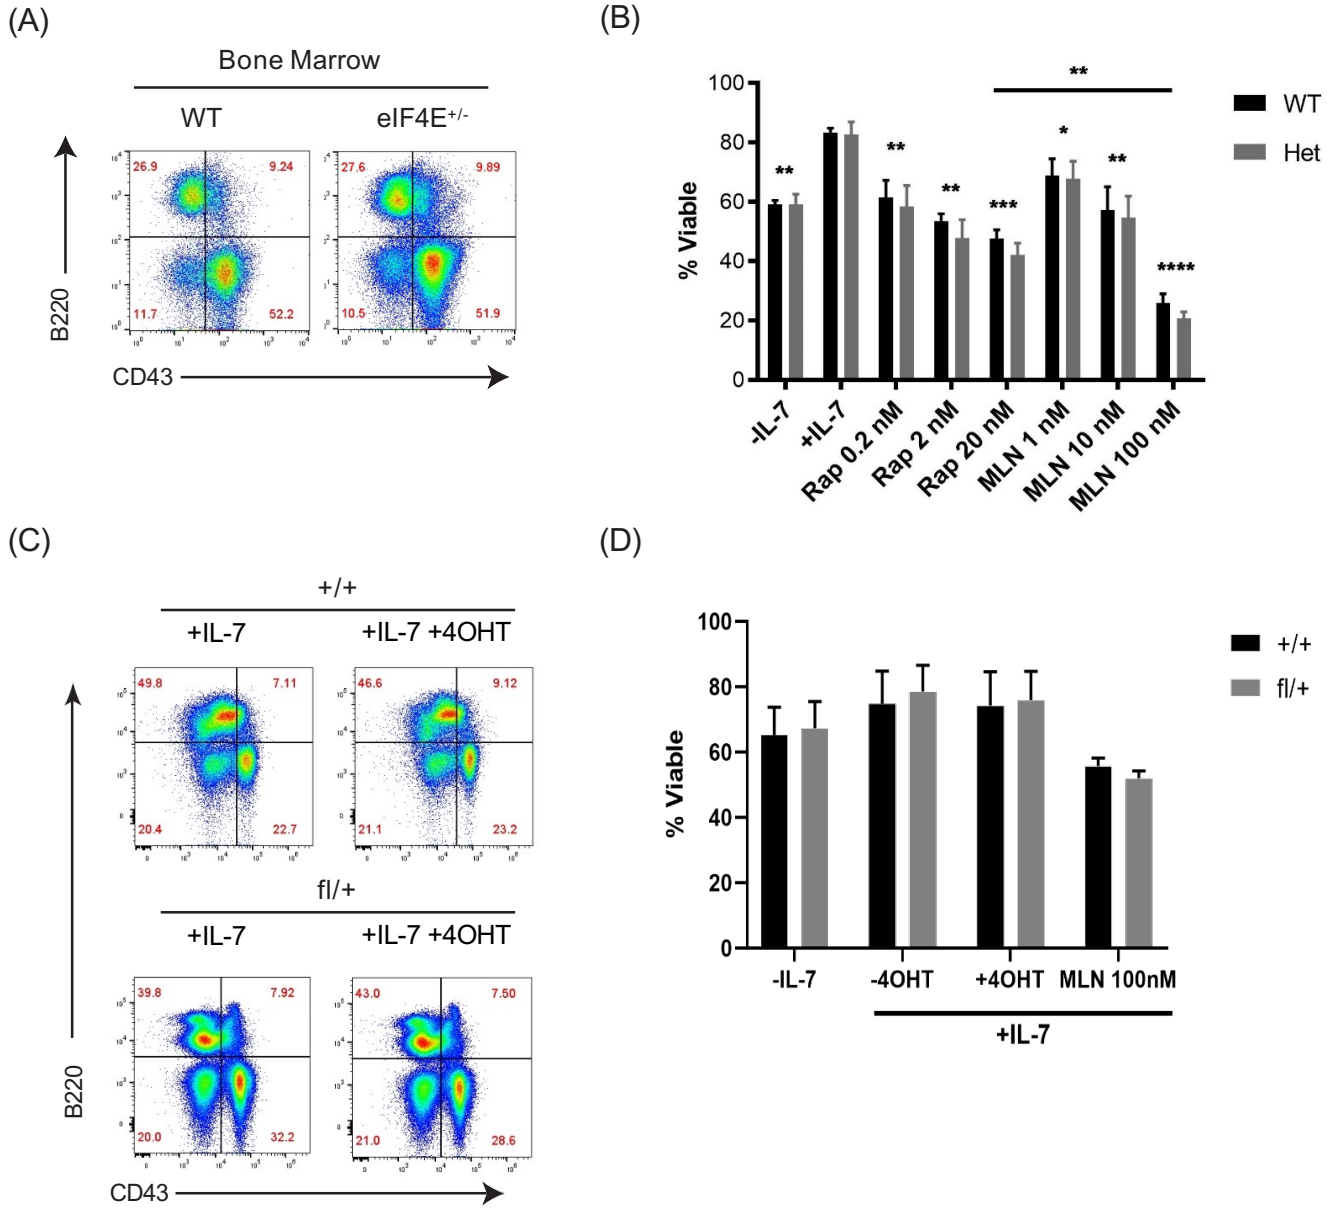 (A)
Bone Marrow
WT
eIF4E+/-
B220
26.9
9.24
11.7
52.2
27.6
9.89
10.5
51.9
CD43
(B)
**
% Viable
100
80
60
40
20
0
**
**
**
***
*
**
****
-IL-7
+IL-7
Rap 0.2 nM
Rap 2 nM
Rap 20 nM
MLN 1 nM
MLN 10 nM
MLN 100 nM
WT
Het
(C)
+/+
+IL-7
+IL-7 +4OHT
49.8
7.11
20.4
22.7
46.6
9.12
21.1
23.2
fl/+
+IL-7
+IL-7 +4OHT
39.8
7.92
20.0
32.2
43.0
7.50
21.0
28.6
B220
CD43
(D)
% Viable
100
80
60
40
20
0
-IL-7
-4OHT
+4OHT
MLN 100nM
+IL-7
+/+
fl/+